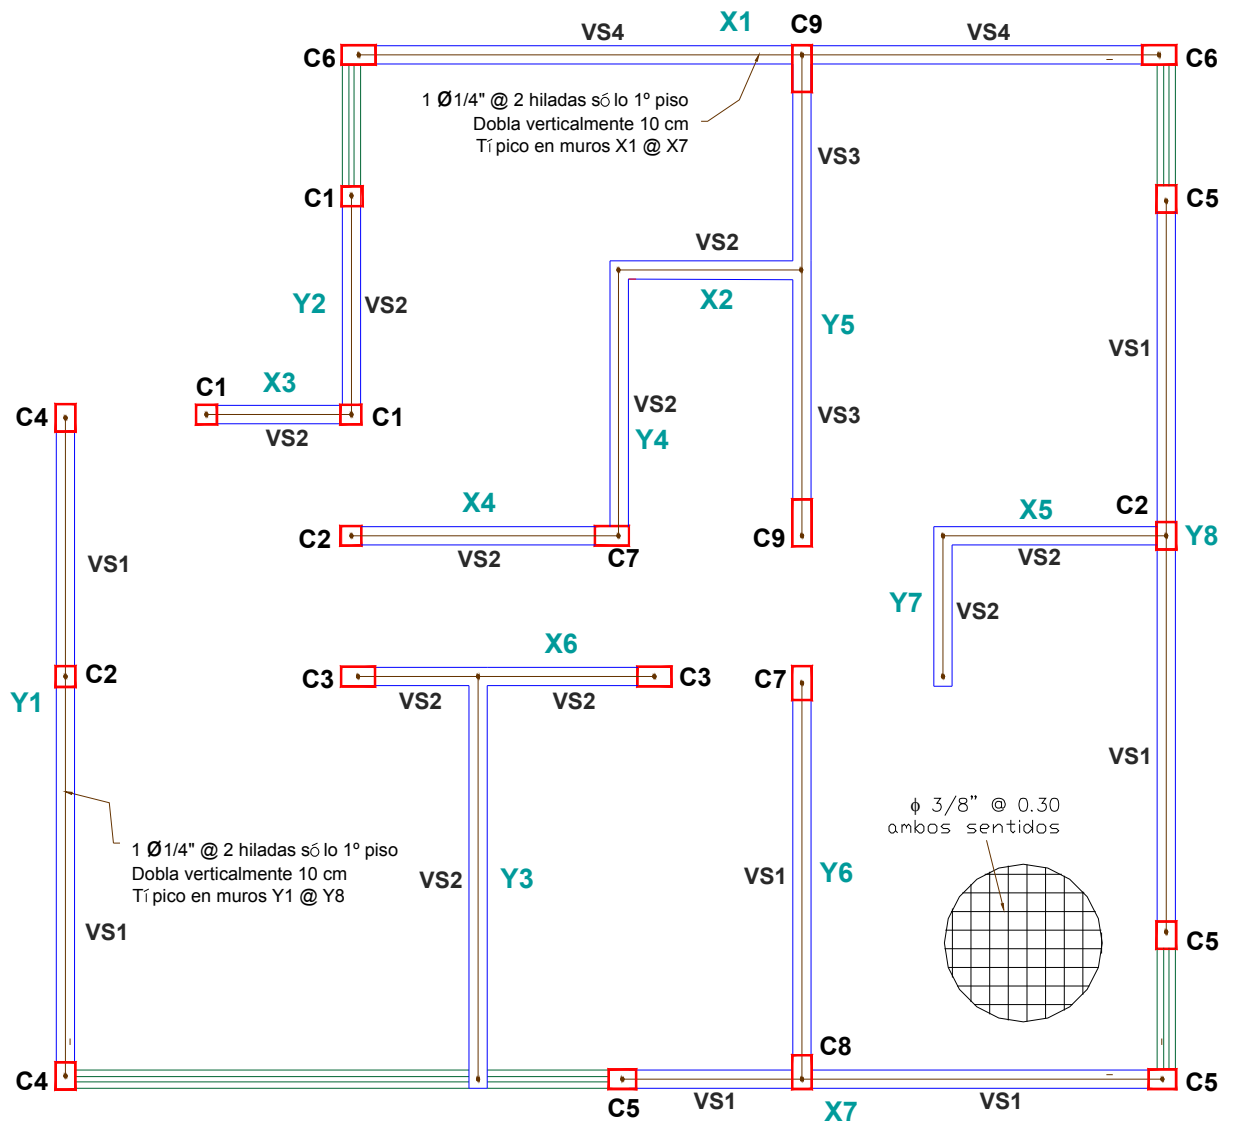 X1
C9
VS4
VS4
C6
C6
1 Ø1/4" @ 2 hiladas sólo 1º piso
Dobla verticalmente 10 cm
Típico en muros X1 @ X7
VS3
C1
C5
VS2
X2
Y2
VS2
Y5
VS1
X3
C1
C4
C1
VS2
VS2
Y4
VS3
X4
X5
C2
C2
VS2
C7
C9
VS2
Y8
VS1
Y7
VS2
X6
C2
C3
C3
C7
Y1
VS2
VS2
VS1
ϕ 3/8" @ 0.30
ambos sentidos
1 Ø1/4" @ 2 hiladas sólo 1º piso
Dobla verticalmente 10 cm
Típico en muros Y1 @ Y8
VS2
Y3
VS1
Y6
VS1
C5
C8
C4
C5
VS1
X7
VS1
C5